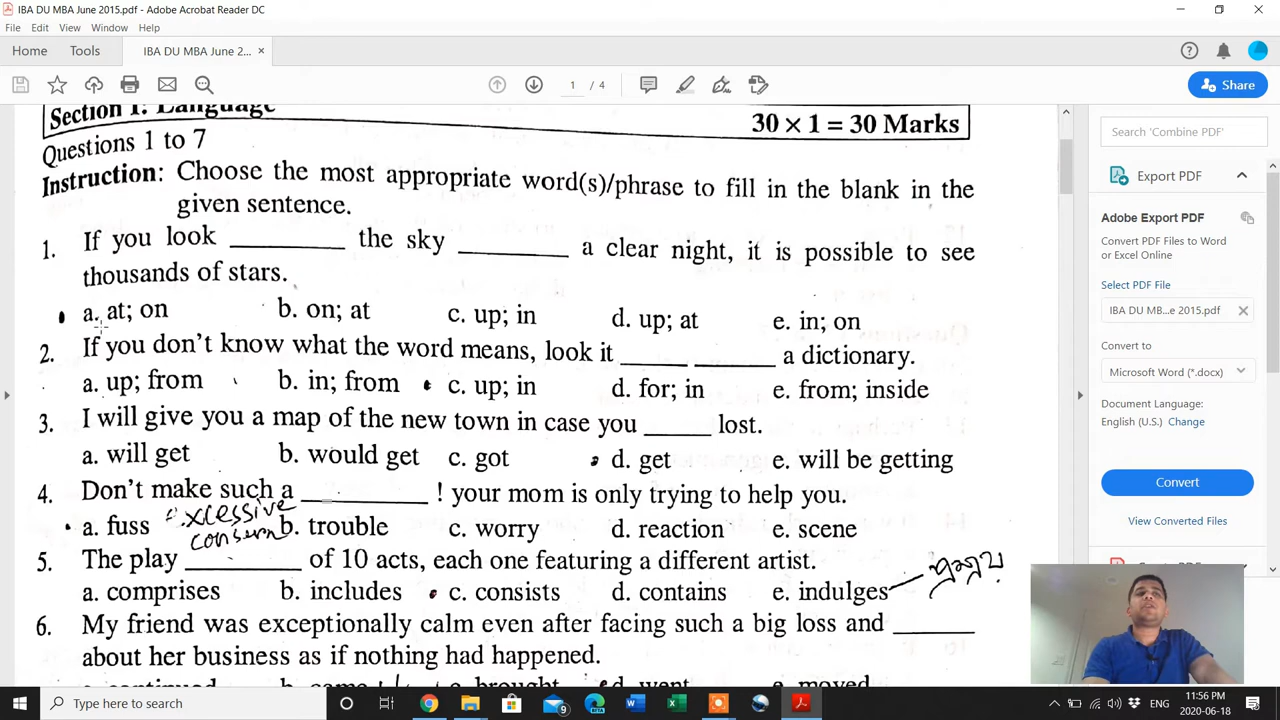 IBA DU MBA June 2015.pdf - Adobe Acrobat Reader DC
File Edit View Window Help
Home Tools IBA DU MBA June 2... ×
1 / 4 Share
Section 1: Language
30 × 1 = 30 Marks
Questions 1 to 7
Instruction: Choose the most appropriate word(s)/phrase to fill in the blank in the
given sentence.
1. If you look ________ the sky ________ a clear night, it is possible to see
thousands of stars.
a. at; on b. on; at c. up; in d. up; at e. in; on
2. If you don't know what the word means, look it _____ ______ a dictionary.
a. up; from b. in; from c. up; in d. for; in e. from; inside
3. I will give you a map of the new town in case you _____ lost.
a. will get b. would get c. got d. get e. will be getting
4. Don't make such a _________ ! your mom is only trying to help you.
excessive
a. fuss b. trouble c. worry d. reaction e. scene
5. The play ________ of 10 acts, each one featuring a different artist.
a. comprises b. includes c. consists d. contains e. indulges
6. My friend was exceptionally calm even after facing such a big loss and ______
about her business as if nothing had happened.
a. continued b. came c. brought d. went e. moved
Search 'Combine PDF'
Export PDF
Adobe Export PDF
Convert PDF Files to Word
or Excel Online
Select PDF File
IBA DU MB...e 2015.pdf
Convert to
Microsoft Word (*.docx)
Document Language:
English (U.S.) Change
Convert
View Converted Files
Type here to search
ENG
11:56 PM
2020-06-18